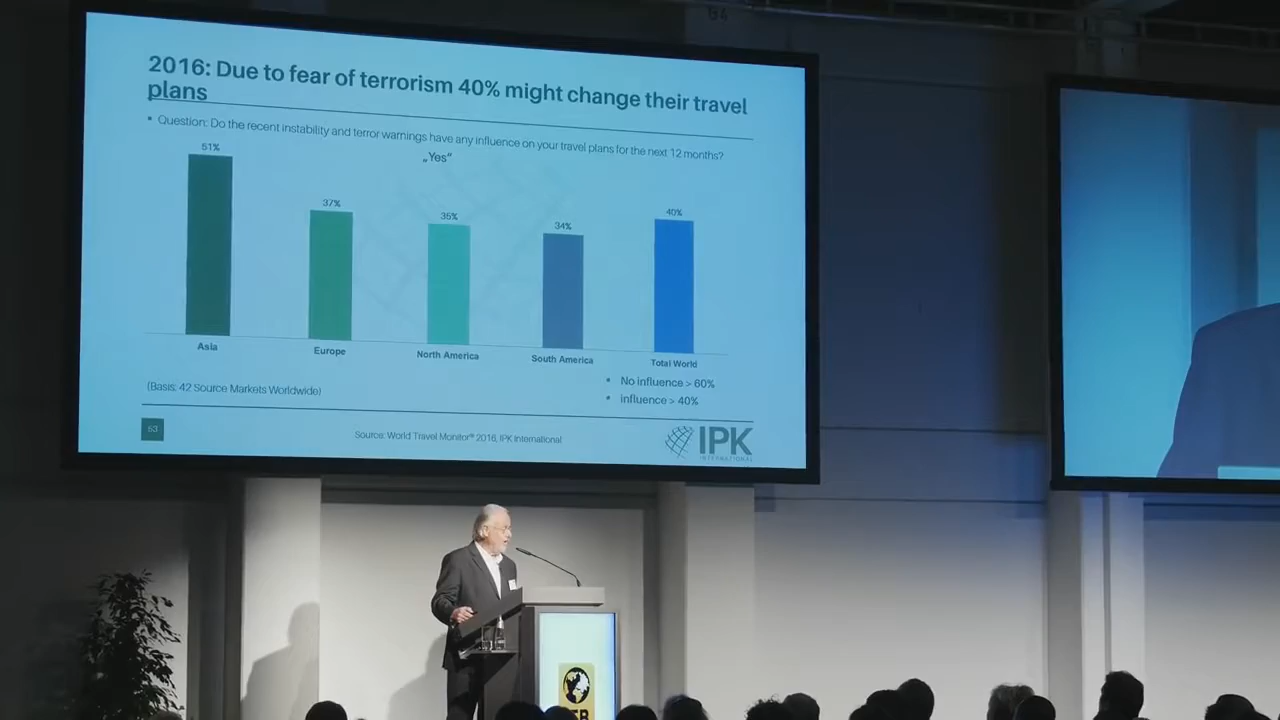 2016: Due to fear of terrorism 40% might change their travel
plans
• Question: Do the recent instability and terror warnings have any influence on your travel plans for the next 12 months?
„Yes“
51%
37%
35%
34%
40%
Asia
Europe
North America
South America
Total World
• No influence > 60%
• influence > 40%
(Basis: 42 Source Markets Worldwide)
53
Source: World Travel Monitor® 2016, IPK International
IPK
INTERNATIONAL